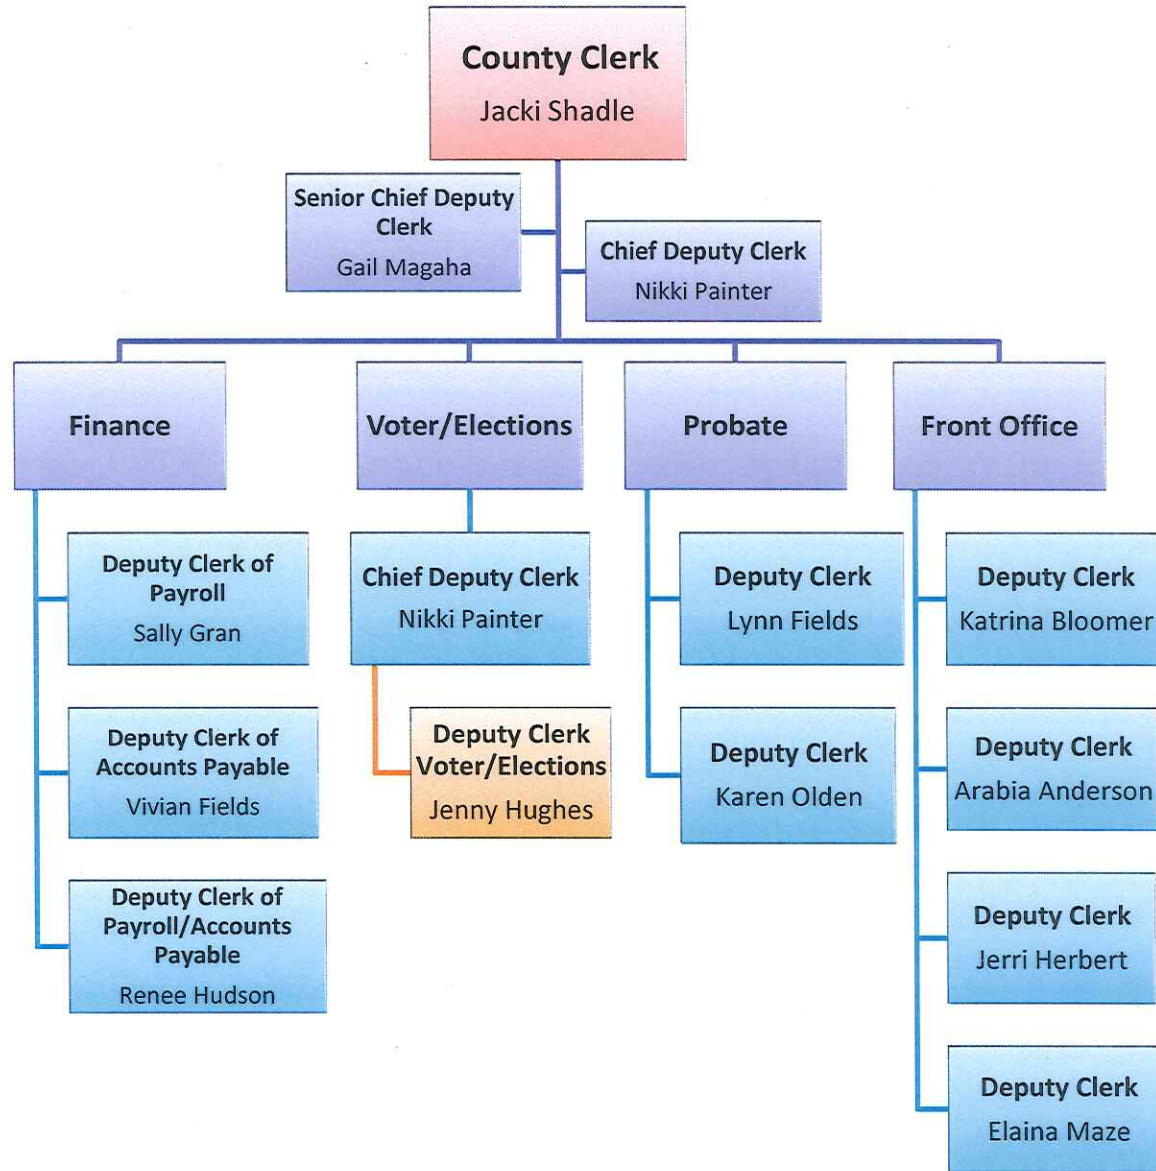 County Clerk
Jacki Shadle
Senior Chief Deputy
Clerk
Gail Magaha
Chief Deputy Clerk
Nikki Painter
Finance
Voter/Elections
Probate
Front Office
Deputy Clerk of
Payroll
Sally Gran
Deputy Clerk of
Accounts Payable
Vivian Fields
Deputy Clerk of
Payroll/Accounts
Payable
Renee Hudson
Chief Deputy Clerk
Nikki Painter
Deputy Clerk
Voter/Elections
Jenny Hughes
Deputy Clerk
Lynn Fields
Deputy Clerk
Karen Olden
Deputy Clerk
Katrina Bloomer
Deputy Clerk
Arabia Anderson
Deputy Clerk
Jerri Herbert
Deputy Clerk
Elaina Maze